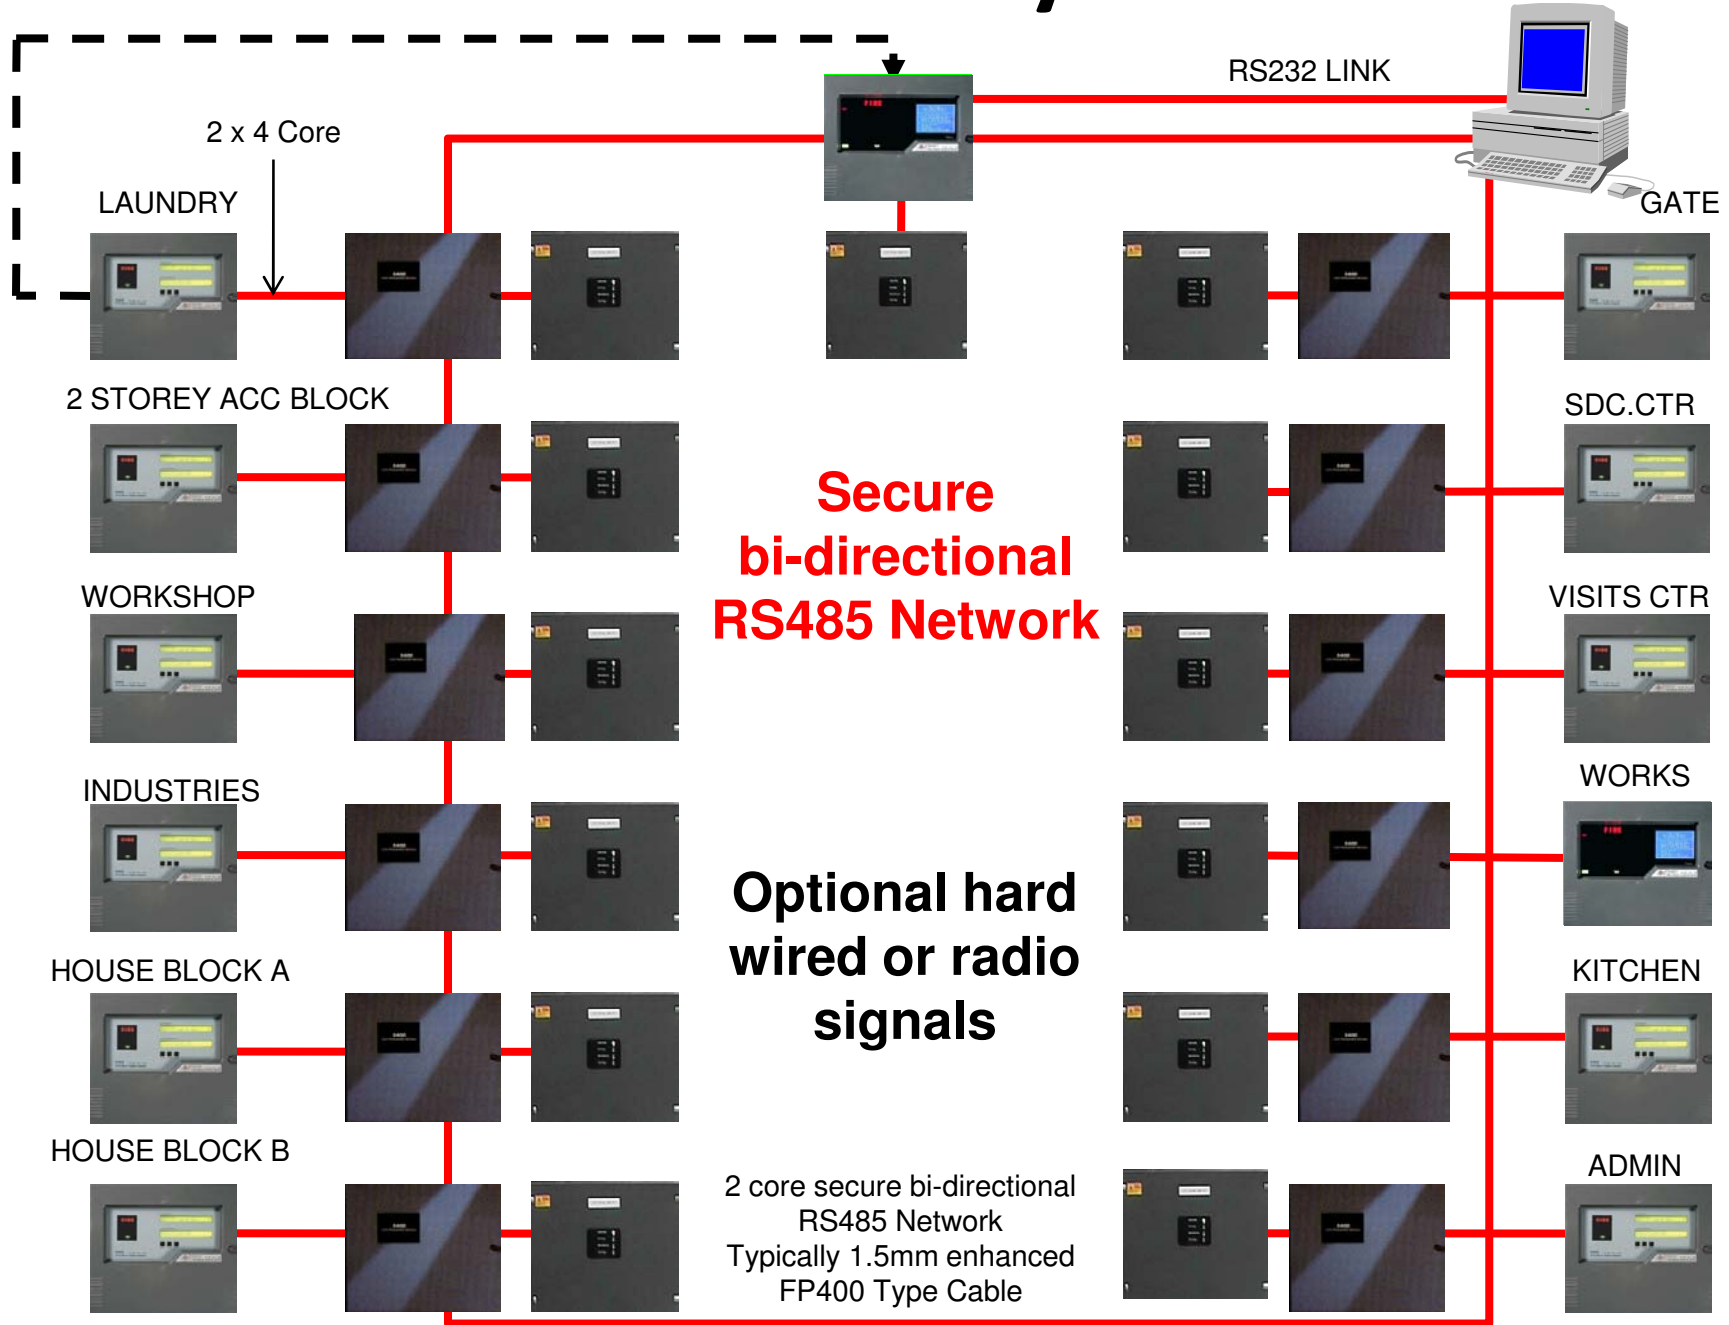 RS232 LINK
2 x 4 Core
LAUNDRY
GATE
2 STOREY ACC BLOCK
SDC.CTR
Secure
bi-directional
RS485 Network
WORKSHOP
VISITS CTR
INDUSTRIES
WORKS
Optional hard
wired or radio
signals
HOUSE BLOCK A
KITCHEN
HOUSE BLOCK B
ADMIN
2 core secure bi-directional
RS485 Network
Typically 1.5mm enhanced
FP400 Type Cable